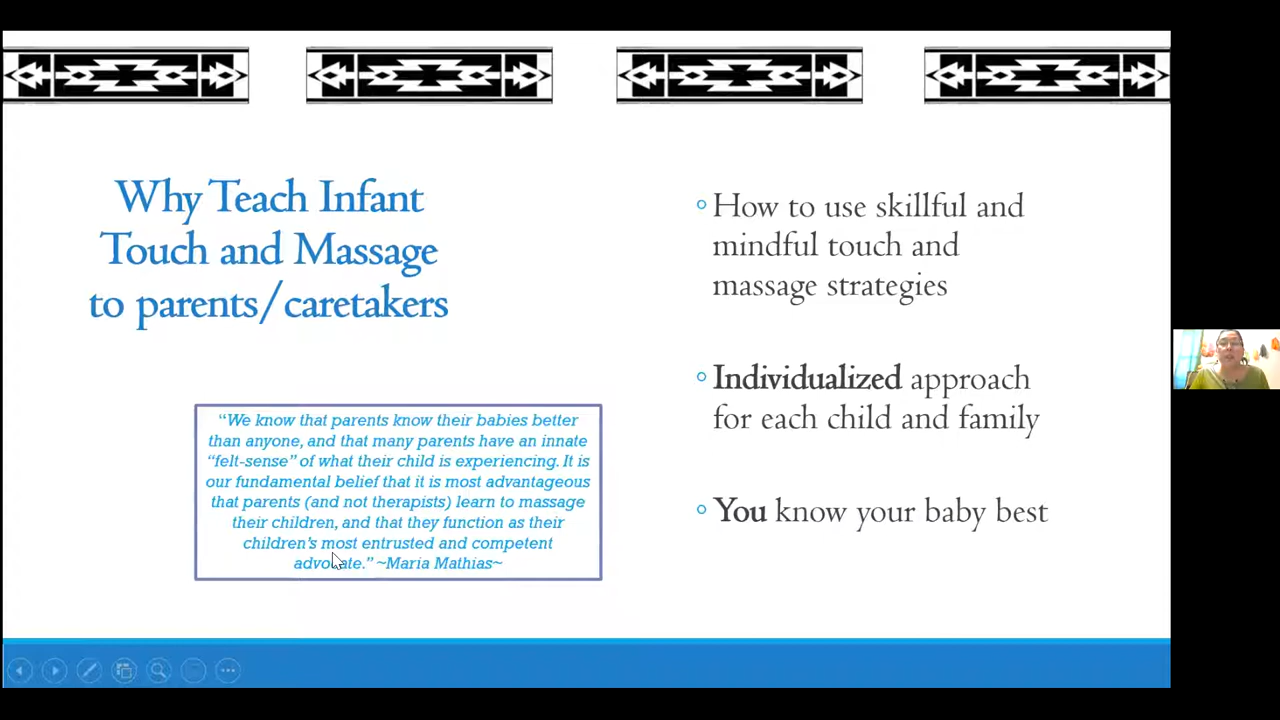 Why Teach Infant
Touch and Massage
to parents/caretakers
“We know that parents know their babies better
than anyone, and that many parents have an innate
“felt-sense” of what their child is experiencing. It is
our fundamental belief that it is most advantageous
that parents (and not therapists) learn to massage
their children, and that they function as their
children’s most entrusted and competent
advocate.” ~Maria Mathias~
How to use skillful and
mindful touch and
massage strategies
Individualized approach
for each child and family
You know your baby best